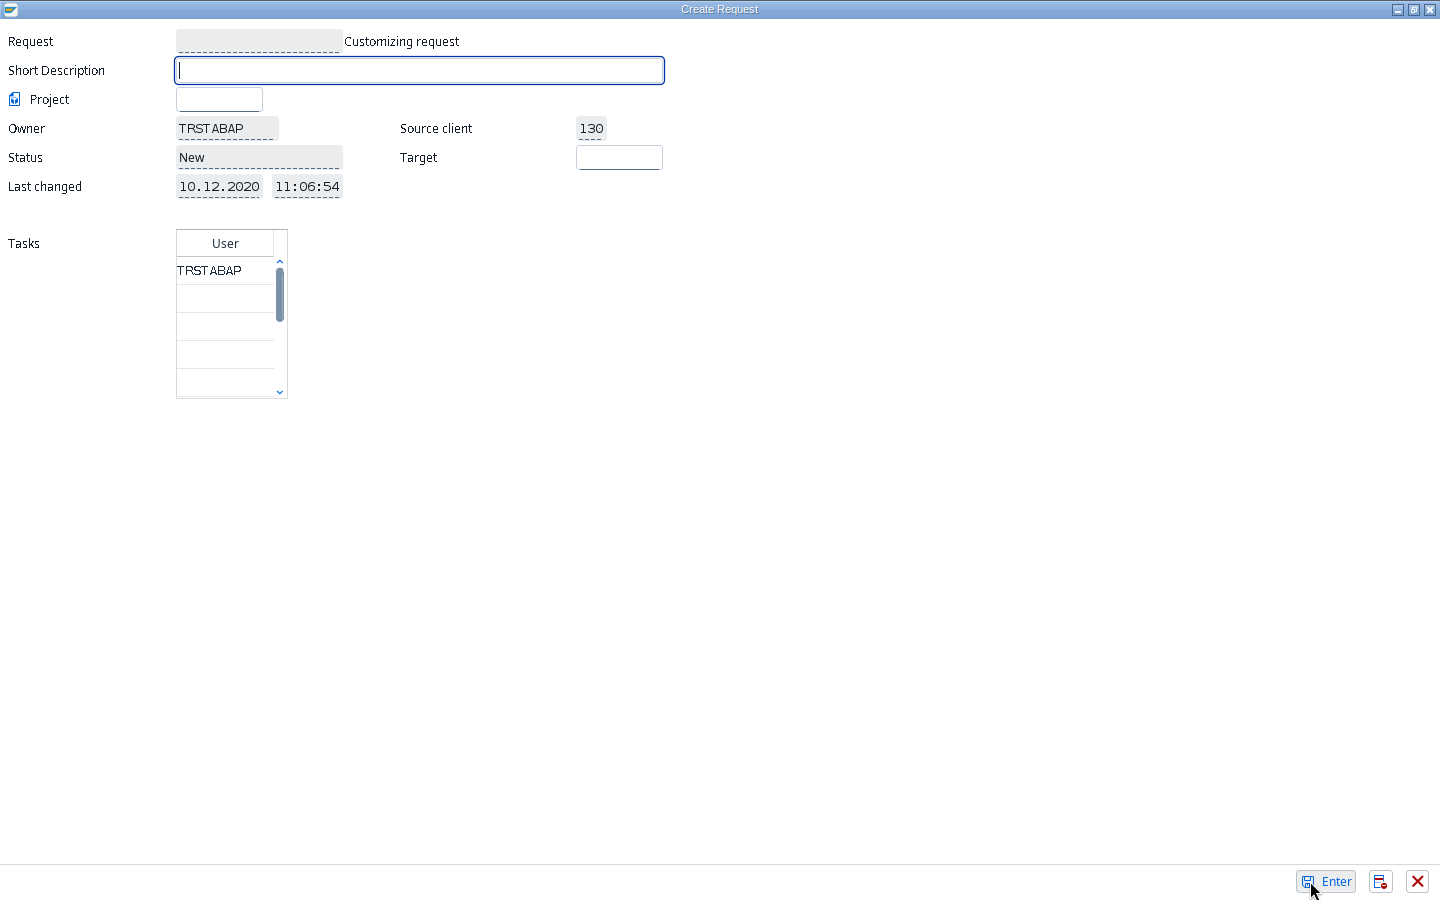 Create Request
Request Customizing request
Short Description
Project
Owner TRSTABAP Source client 130
Status New Target
Last changed 10.12.2020 11:06:54
Tasks User
TRSTABAP
Enter